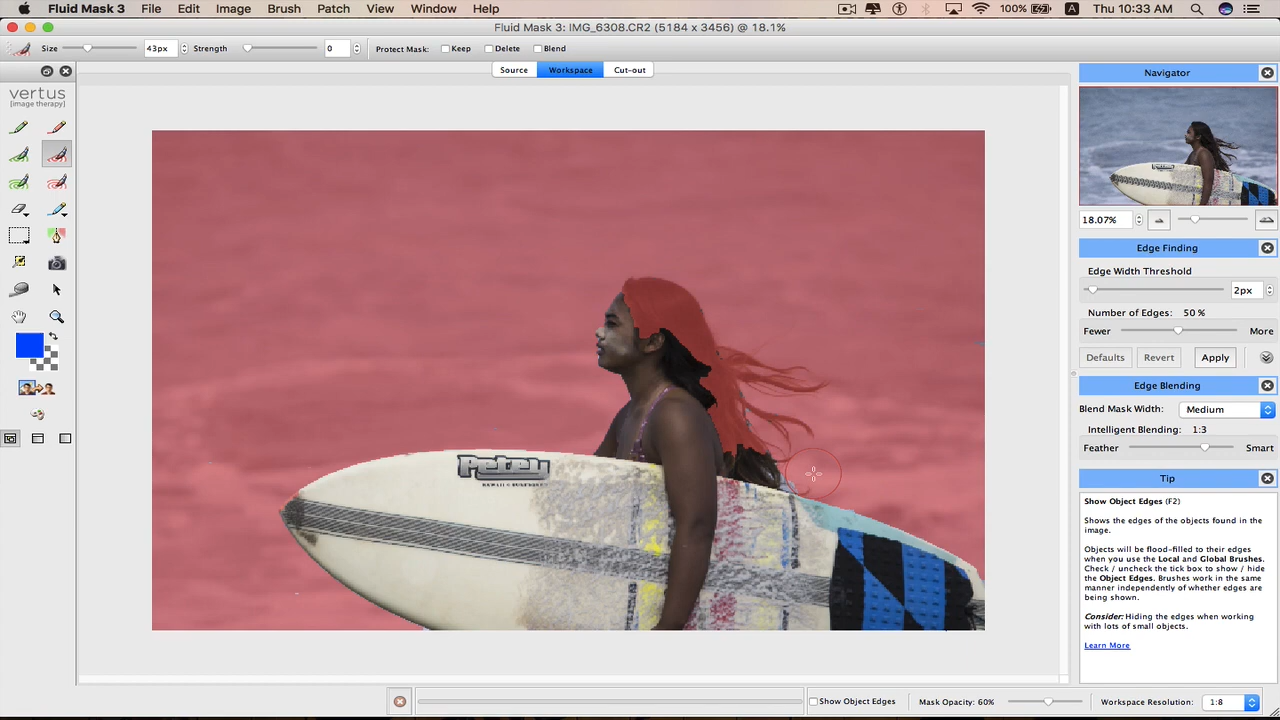 Fluid Mask 3 File Edit Image Brush Patch View Window Help 100% A Thu 10:33 AM
Fluid Mask 3: IMG_6308.CR2 (5184 x 3456) @ 18.1%
Size 43px Strength 0 Protect Mask: Keep Delete Blend
Source Workspace Cut-out
vertus
[image therapy]
Petey
Navigator
18.07%
Edge Finding
Edge Width Threshold
2px
Number of Edges: 50 %
Fewer More
Defaults Revert Apply
Edge Blending
Blend Mask Width: Medium
Intelligent Blending: 1:3
Feather Smart
Tip
Show Object Edges (F2)
Shows the edges of the objects found in the
image.
Objects will be flood-filled to their edges
when you use the Local and Global Brushes.
Check / uncheck the tick box to show / hide
the Object Edges. Brushes work in the same
manner independently of whether edges are
being shown.
Consider: Hiding the edges when working
with lots of small objects.
Learn More
Show Object Edges Mask Opacity: 60% Workspace Resolution: 1:8